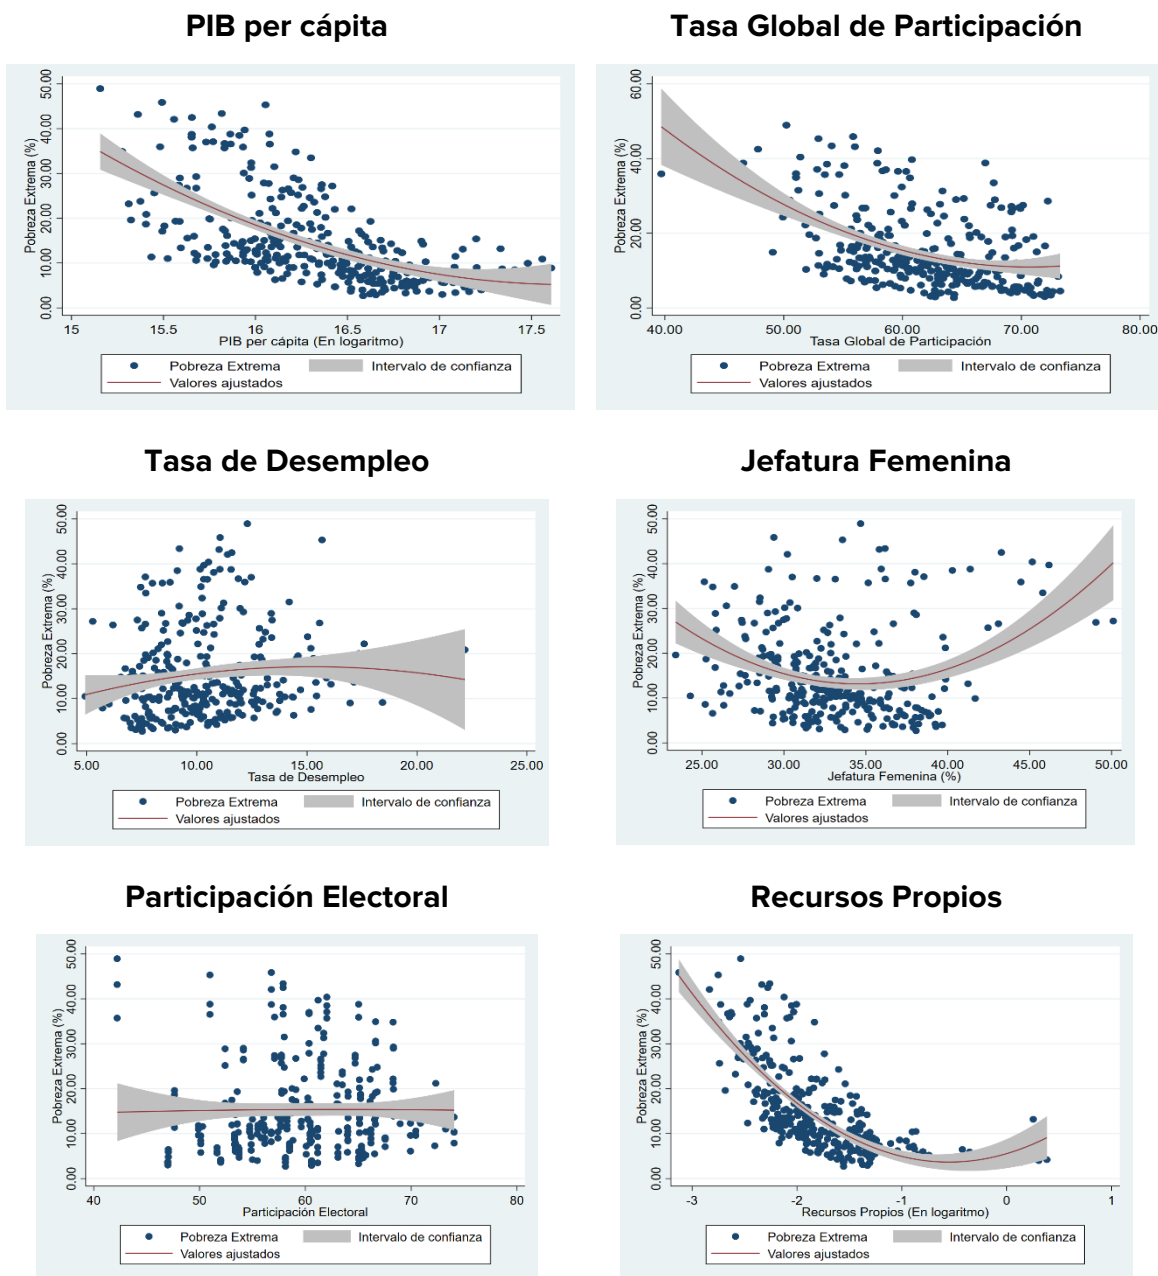 PIB per cápita
Tasa Global de Participación
Pobreza Extrema (%)
0.00 10.00 20.00 30.00 40.00 50.00
15 15.5 16 16.5 17 17.5
PIB per cápita (En logaritmo)
Pobreza Extrema Intervalo de confianza
Valores ajustados
Pobreza Extrema (%)
0.00 20.00 40.00 60.00
40.00 50.00 60.00 70.00 80.00
Tasa Global de Participación
Pobreza Extrema Intervalo de confianza
Valores ajustados
Tasa de Desempleo
Jefatura Femenina
Pobreza Extrema (%)
0.00 10.00 20.00 30.00 40.00 50.00
5.00 10.00 15.00 20.00 25.00
Tasa de Desempleo
Pobreza Extrema Intervalo de confianza
Valores ajustados
Pobreza Extrema (%)
0.00 10.00 20.00 30.00 40.00 50.00
25.00 30.00 35.00 40.00 45.00 50.00
Jefatura Femenina (%)
Pobreza Extrema Intervalo de confianza
Valores ajustados
Participación Electoral
Recursos Propios
Pobreza Extrema (%)
0.00 10.00 20.00 30.00 40.00 50.00
40 50 60 70 80
Participación Electoral
Pobreza Extrema Intervalo de confianza
Valores ajustados
Pobreza Extrema (%)
0.00 10.00 20.00 30.00 40.00 50.00
-3 -2 -1 0 1
Recursos Propios (En logaritmo)
Pobreza Extrema Intervalo de confianza
Valores ajustados